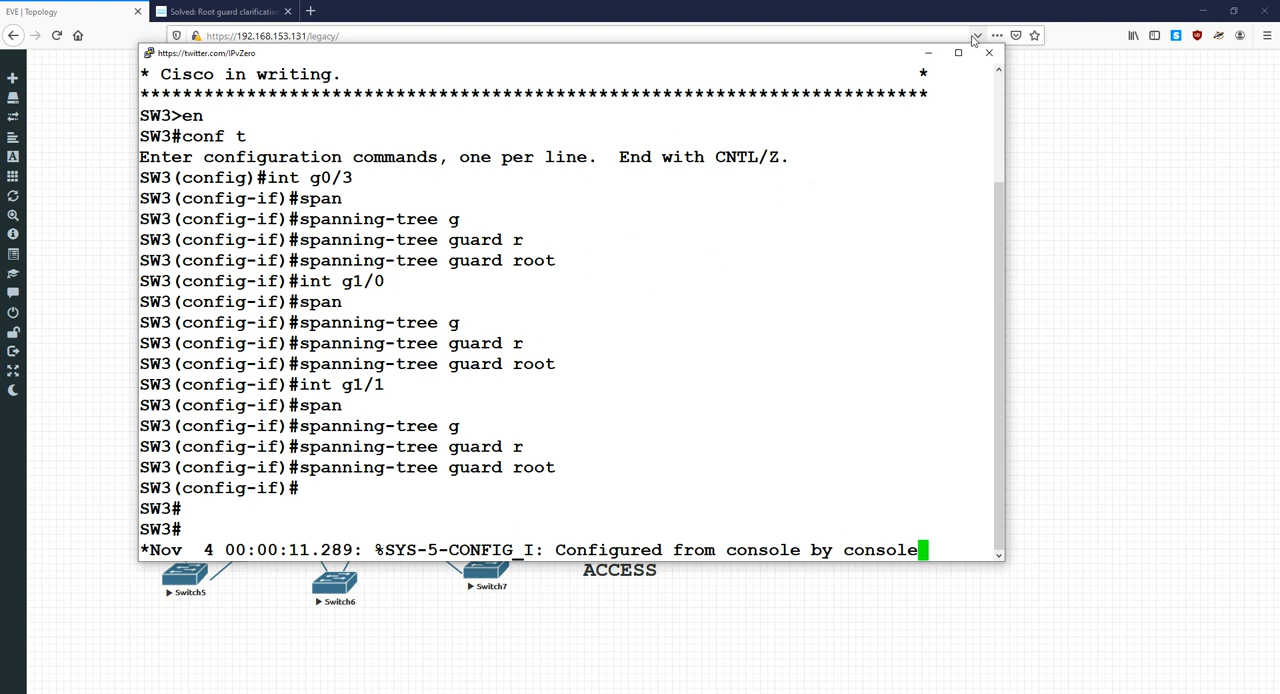 EVE | Topology
Solved: Root guard clarification
https://192.168.153.131/legacy/
https://twitter.com/IPvZero
* Cisco in writing. *
**************************************************************************
SW3>en
SW3#conf t
Enter configuration commands, one per line.  End with CNTL/Z.
SW3(config)#int g0/3
SW3(config-if)#span
SW3(config-if)#spanning-tree g
SW3(config-if)#spanning-tree guard r
SW3(config-if)#spanning-tree guard root
SW3(config-if)#int g1/0
SW3(config-if)#span
SW3(config-if)#spanning-tree g
SW3(config-if)#spanning-tree guard r
SW3(config-if)#spanning-tree guard root
SW3(config-if)#int g1/1
SW3(config-if)#span
SW3(config-if)#spanning-tree g
SW3(config-if)#spanning-tree guard r
SW3(config-if)#spanning-tree guard root
SW3(config-if)#
SW3#
SW3#
*Nov  4 00:00:11.289: %SYS-5-CONFIG_I: Configured from console by console
ACCESS
Switch5
Switch6
Switch7